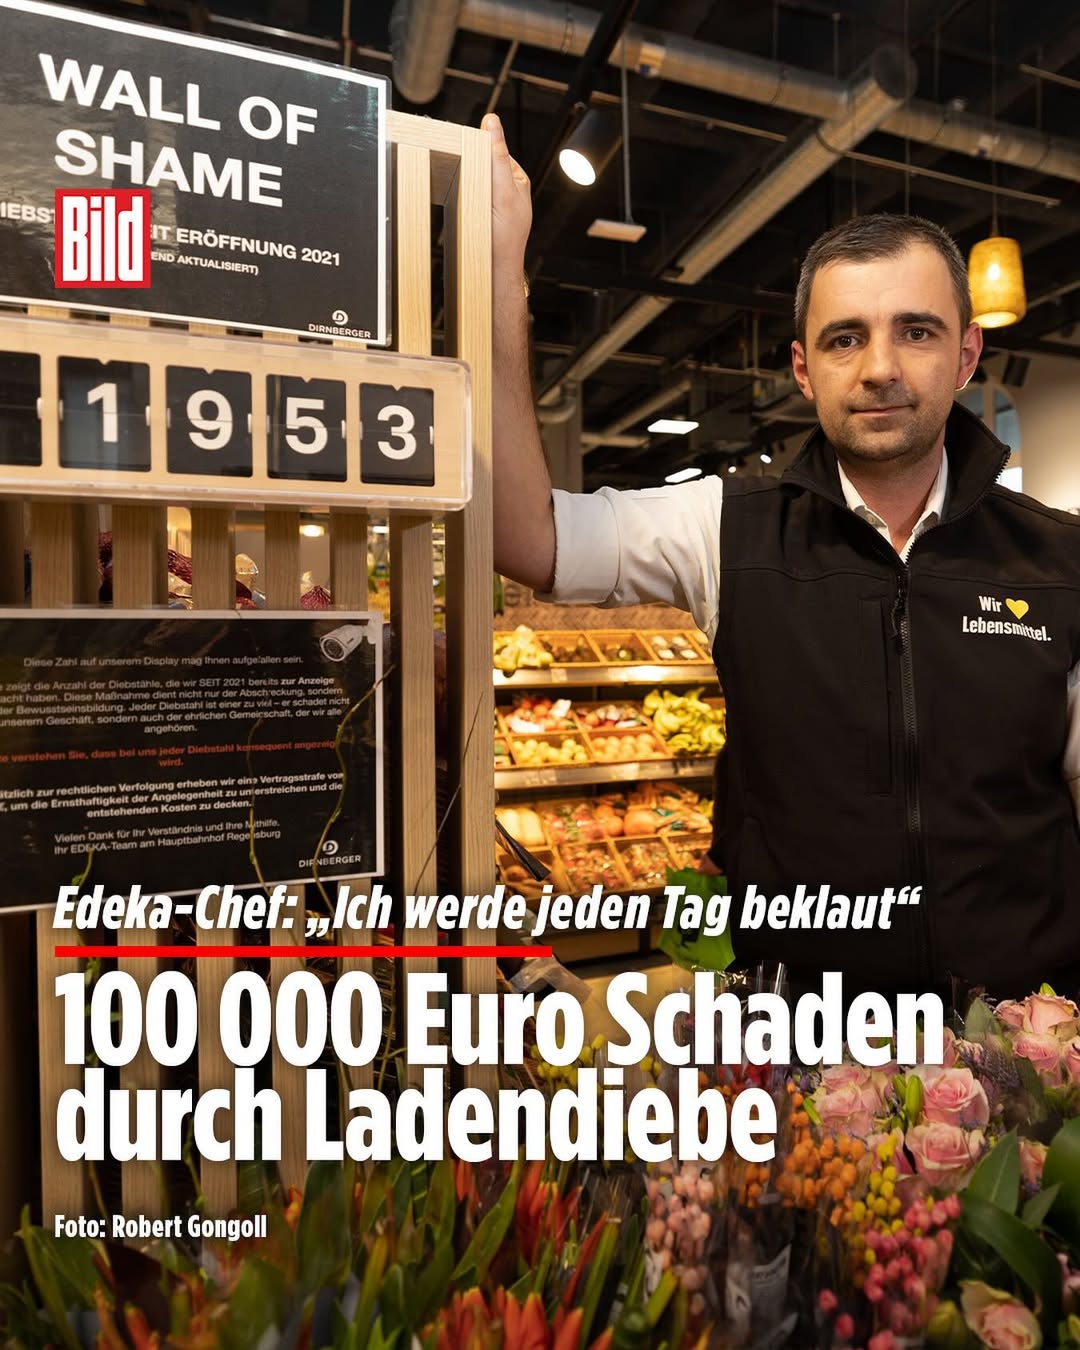 WALL OF
SHAME
EIT ERÖFFNUNG 2021
END AKTUALISIERT)
Bild
DIRNBERGER
1953
Diese Zahl auf unserem Display mag Ihnen aufgefallen sein.
zeigt die Anzahl der Diebstähle, die wir SEIT 2021 bereits zur Anzeige
acht haben. Diese Maßnahme dient nicht nur der Abschreckung, sondern
der Bewusstseinsbildung. Jeder Diebstahl ist einer zu viel – er schadet nicht
unserem Geschäft, sondern auch der ehrlichen Gemeinschaft, der wir alle
angehören.
te verstehen Sie, dass bei uns jeder Diebstahl konsequent angezeigt
wird.
ätzlich zur rechtlichen Verfolgung erheben wir eine Vertragsstrafe von
€, um die Ernsthaftigkeit der Angelegenheit zu unterstreichen und die
entstehenden Kosten zu decken.
Vielen Dank für Ihr Verständnis und Ihre Mithilfe.
Ihr EDEKA-Team am Hauptbahnhof Regensburg
DIRNBERGER
Wir
Lebensmittel.
Edeka-Chef: „Ich werde jeden Tag beklaut“
100 000 Euro Schaden
durch Ladendiebe
Foto: Robert Gongoll